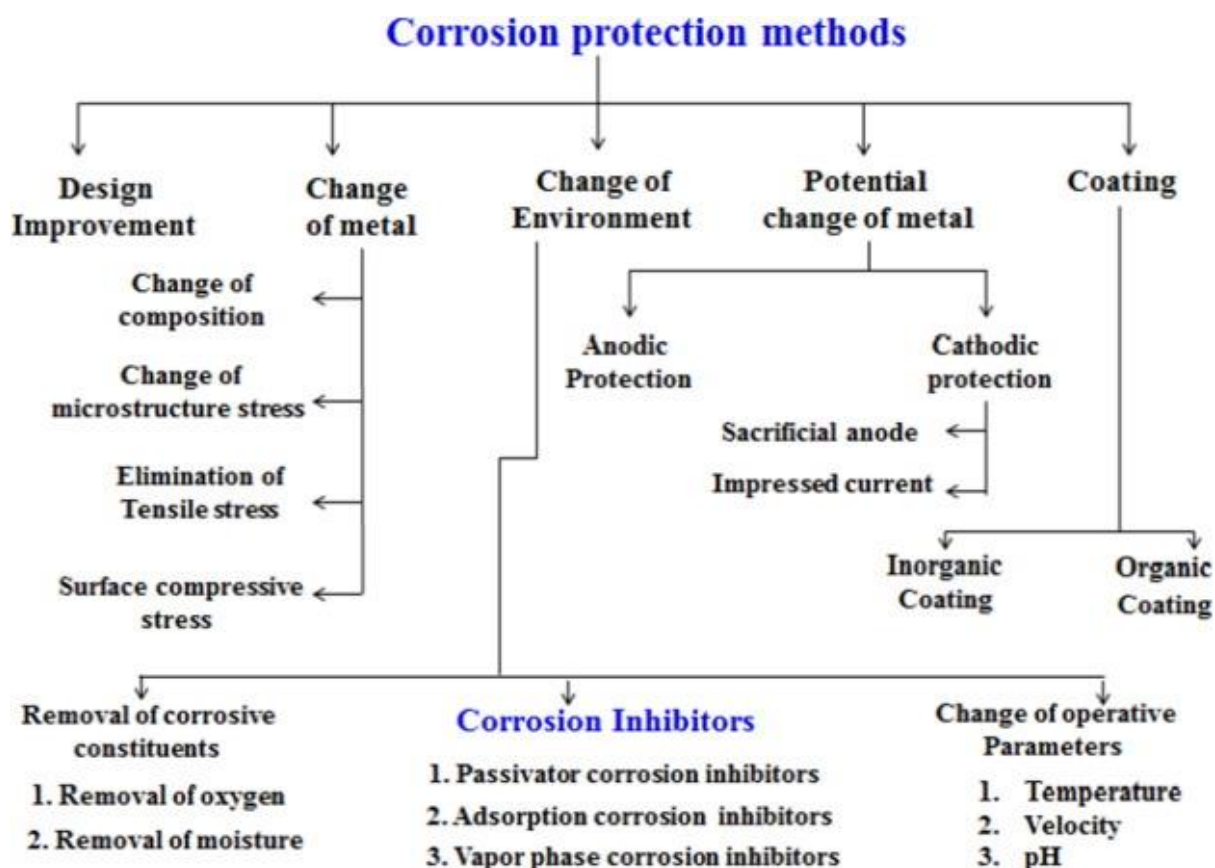 Corrosion protection methods
Design
Improvement
Change
of metal
Change of
Environment
Potential
change of metal
Coating
Change of
composition
Change of
microstructure stress
Elimination of
Tensile stress
Surface compressive
stress
Anodic
Protection
Cathodic
protection
Sacrificial anode
Impressed current
Inorganic
Coating
Organic
Coating
Removal of corrosive
constituents
1. Removal of oxygen
2. Removal of moisture
Corrosion Inhibitors
1. Passivator corrosion inhibitors
2. Adsorption corrosion inhibitors
3. Vapor phase corrosion inhibitors
Change of operative
Parameters
1. Temperature
2. Velocity
3. pH